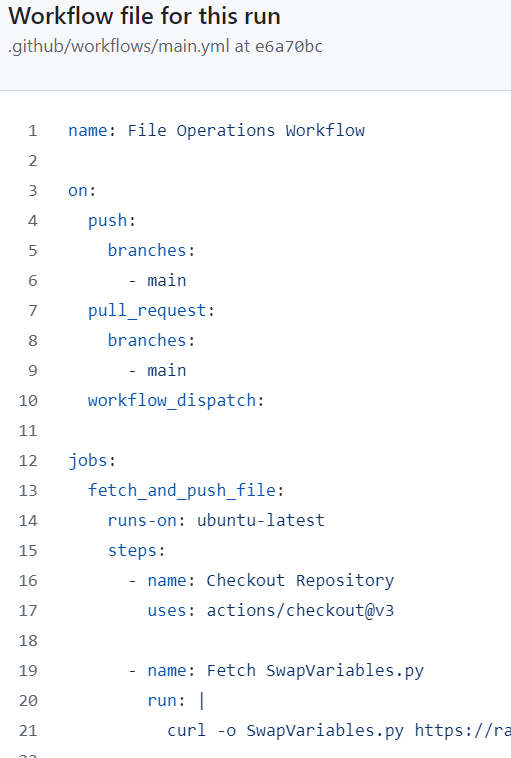 Workflow file for this run
.github/workflows/main.yml at e6a70bc
1 name: File Operations Workflow
2
3 on:
4   push:
5     branches:
6       - main
7   pull_request:
8     branches:
9       - main
10   workflow_dispatch:
11
12 jobs:
13   fetch_and_push_file:
14     runs-on: ubuntu-latest
15     steps:
16       - name: Checkout Repository
17         uses: actions/checkout@v3
18
19       - name: Fetch SwapVariables.py
20         run: |
21           curl -o SwapVariables.py https://ra